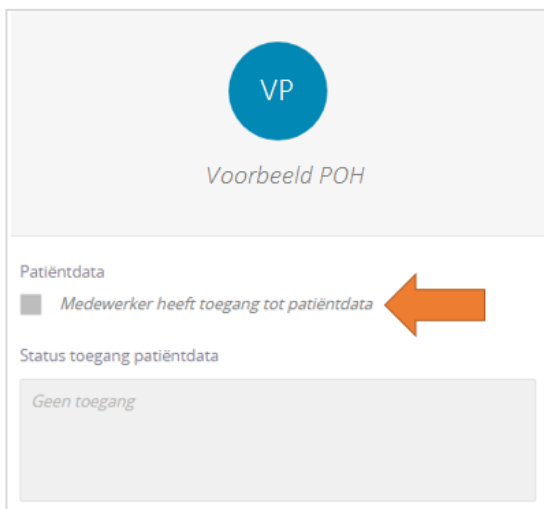 VP
Voorbeeld POH
Patiëntdata
Medewerker heeft toegang tot patiëntdata
Status toegang patiëntdata
Geen toegang